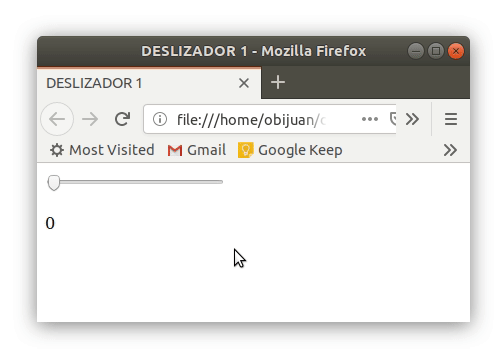 DESLIZADOR 1 - Mozilla Firefox
DESLIZADOR 1
file:///home/obijuan/
Most Visited Gmail Google Keep
0